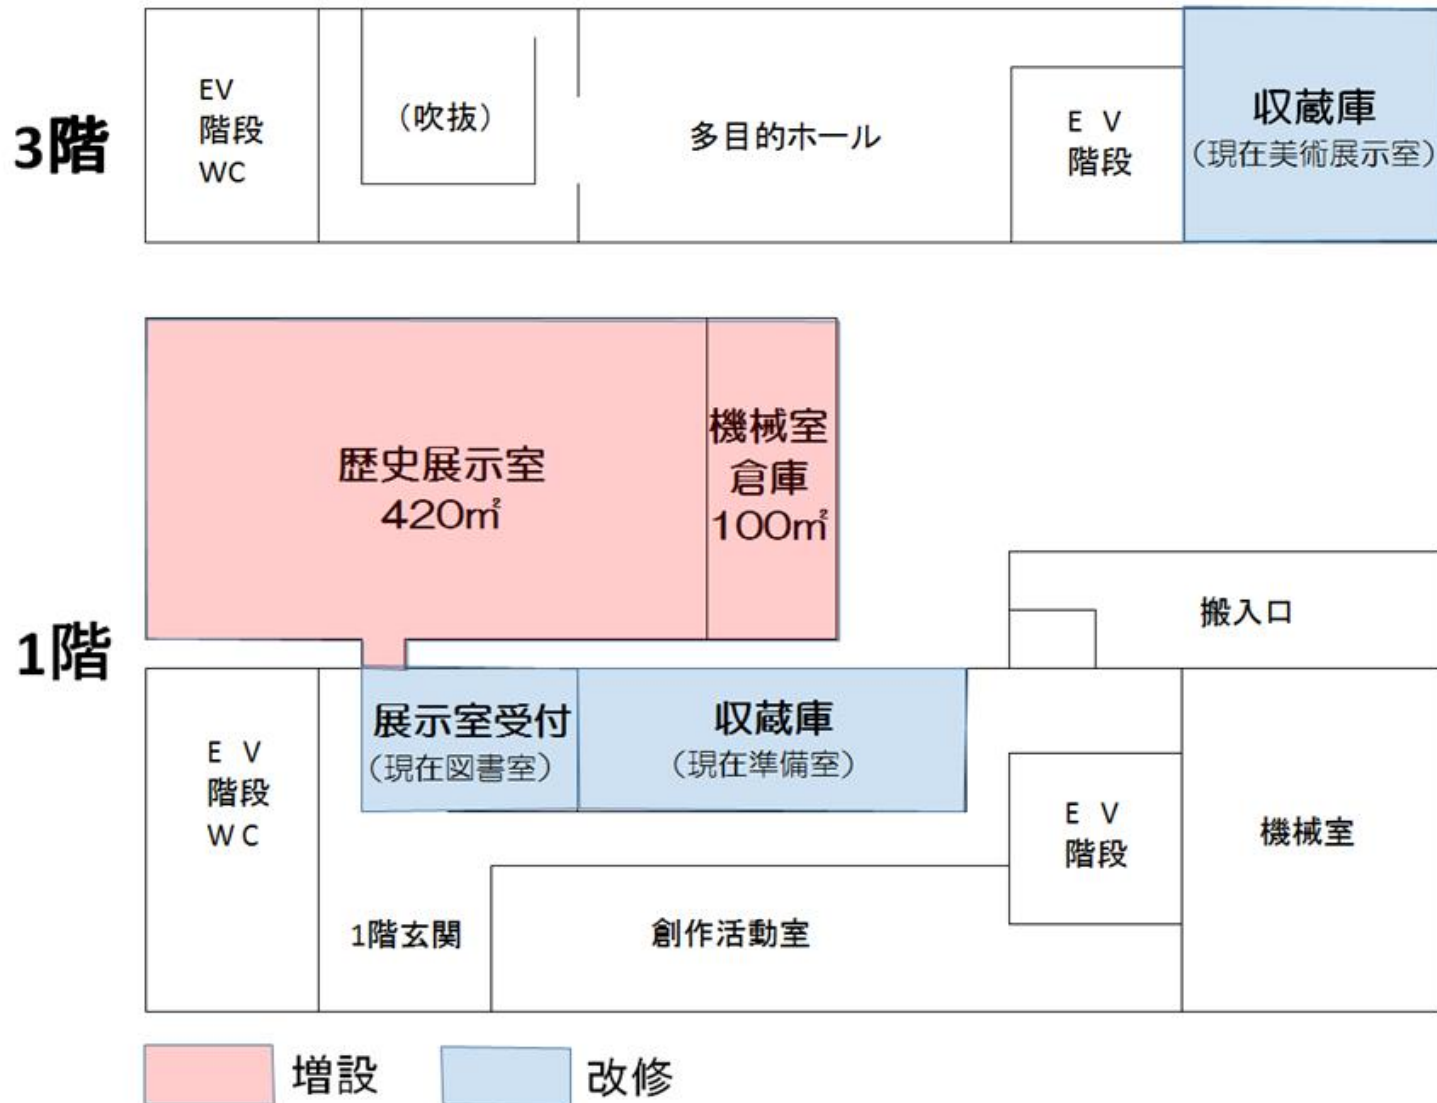 3階
EV
階段
WC
（吹抜）
多目的ホール
E V
階段
収蔵庫
（現在美術展示室）
1階
歴史展示室
420㎡
機械室
倉庫
100㎡
搬入口
E V
階段
W C
展示室受付
（現在図書室）
収蔵庫
（現在準備室）
E V
階段
機械室
1階玄関
創作活動室
増設
改修